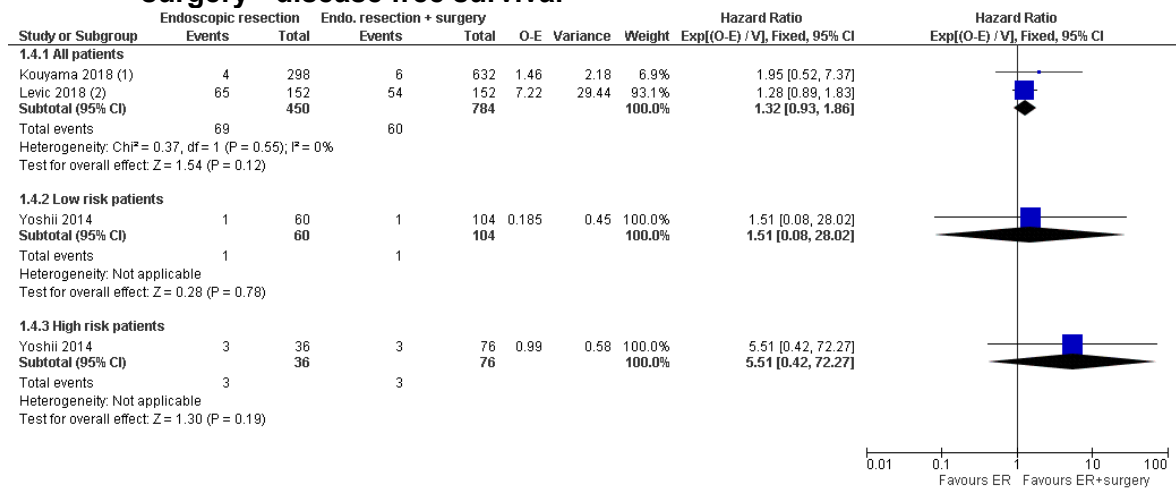 surgery - disease free survival
Endoscopic resection Endo. resection + surgery Hazard Ratio Hazard Ratio
Study or Subgroup Events Total Events Total O-E Variance Weight Exp[(O-E) / V], Fixed, 95% CI Exp[(O-E) / V], Fixed, 95% CI
1.4.1 All patients
Kouyama 2018 (1) 4 298 6 632 1.46 2.18 6.9% 1.95 [0.52, 7.37]
Levic 2018 (2) 65 152 54 152 7.22 29.44 93.1% 1.28 [0.89, 1.83]
Subtotal (95% CI) 450 784 100.0% 1.32 [0.93, 1.86]
Total events 69 60
Heterogeneity: Chi² = 0.37, df = 1 (P = 0.55); I² = 0%
Test for overall effect: Z = 1.54 (P = 0.12)
1.4.2 Low risk patients
Yoshii 2014 1 60 1 104 0.185 0.45 100.0% 1.51 [0.08, 28.02]
Subtotal (95% CI) 60 104 100.0% 1.51 [0.08, 28.02]
Total events 1 1
Heterogeneity: Not applicable
Test for overall effect: Z = 0.28 (P = 0.78)
1.4.3 High risk patients
Yoshii 2014 3 36 3 76 0.99 0.58 100.0% 5.51 [0.42, 72.27]
Subtotal (95% CI) 36 76 100.0% 5.51 [0.42, 72.27]
Total events 3 3
Heterogeneity: Not applicable
Test for overall effect: Z = 1.30 (P = 0.19)
0.01 0.1 1 10 100
Favours ER Favours ER+surgery